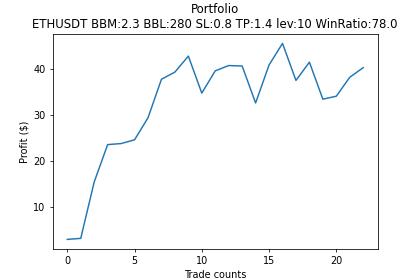 Portfolio
ETHUSDT BBM:2.3 BBL:280 SL:0.8 TP:1.4 lev:10 WinRatio:78.0
40
30
20
10
Profit ($)
0 5 10 15 20
Trade counts